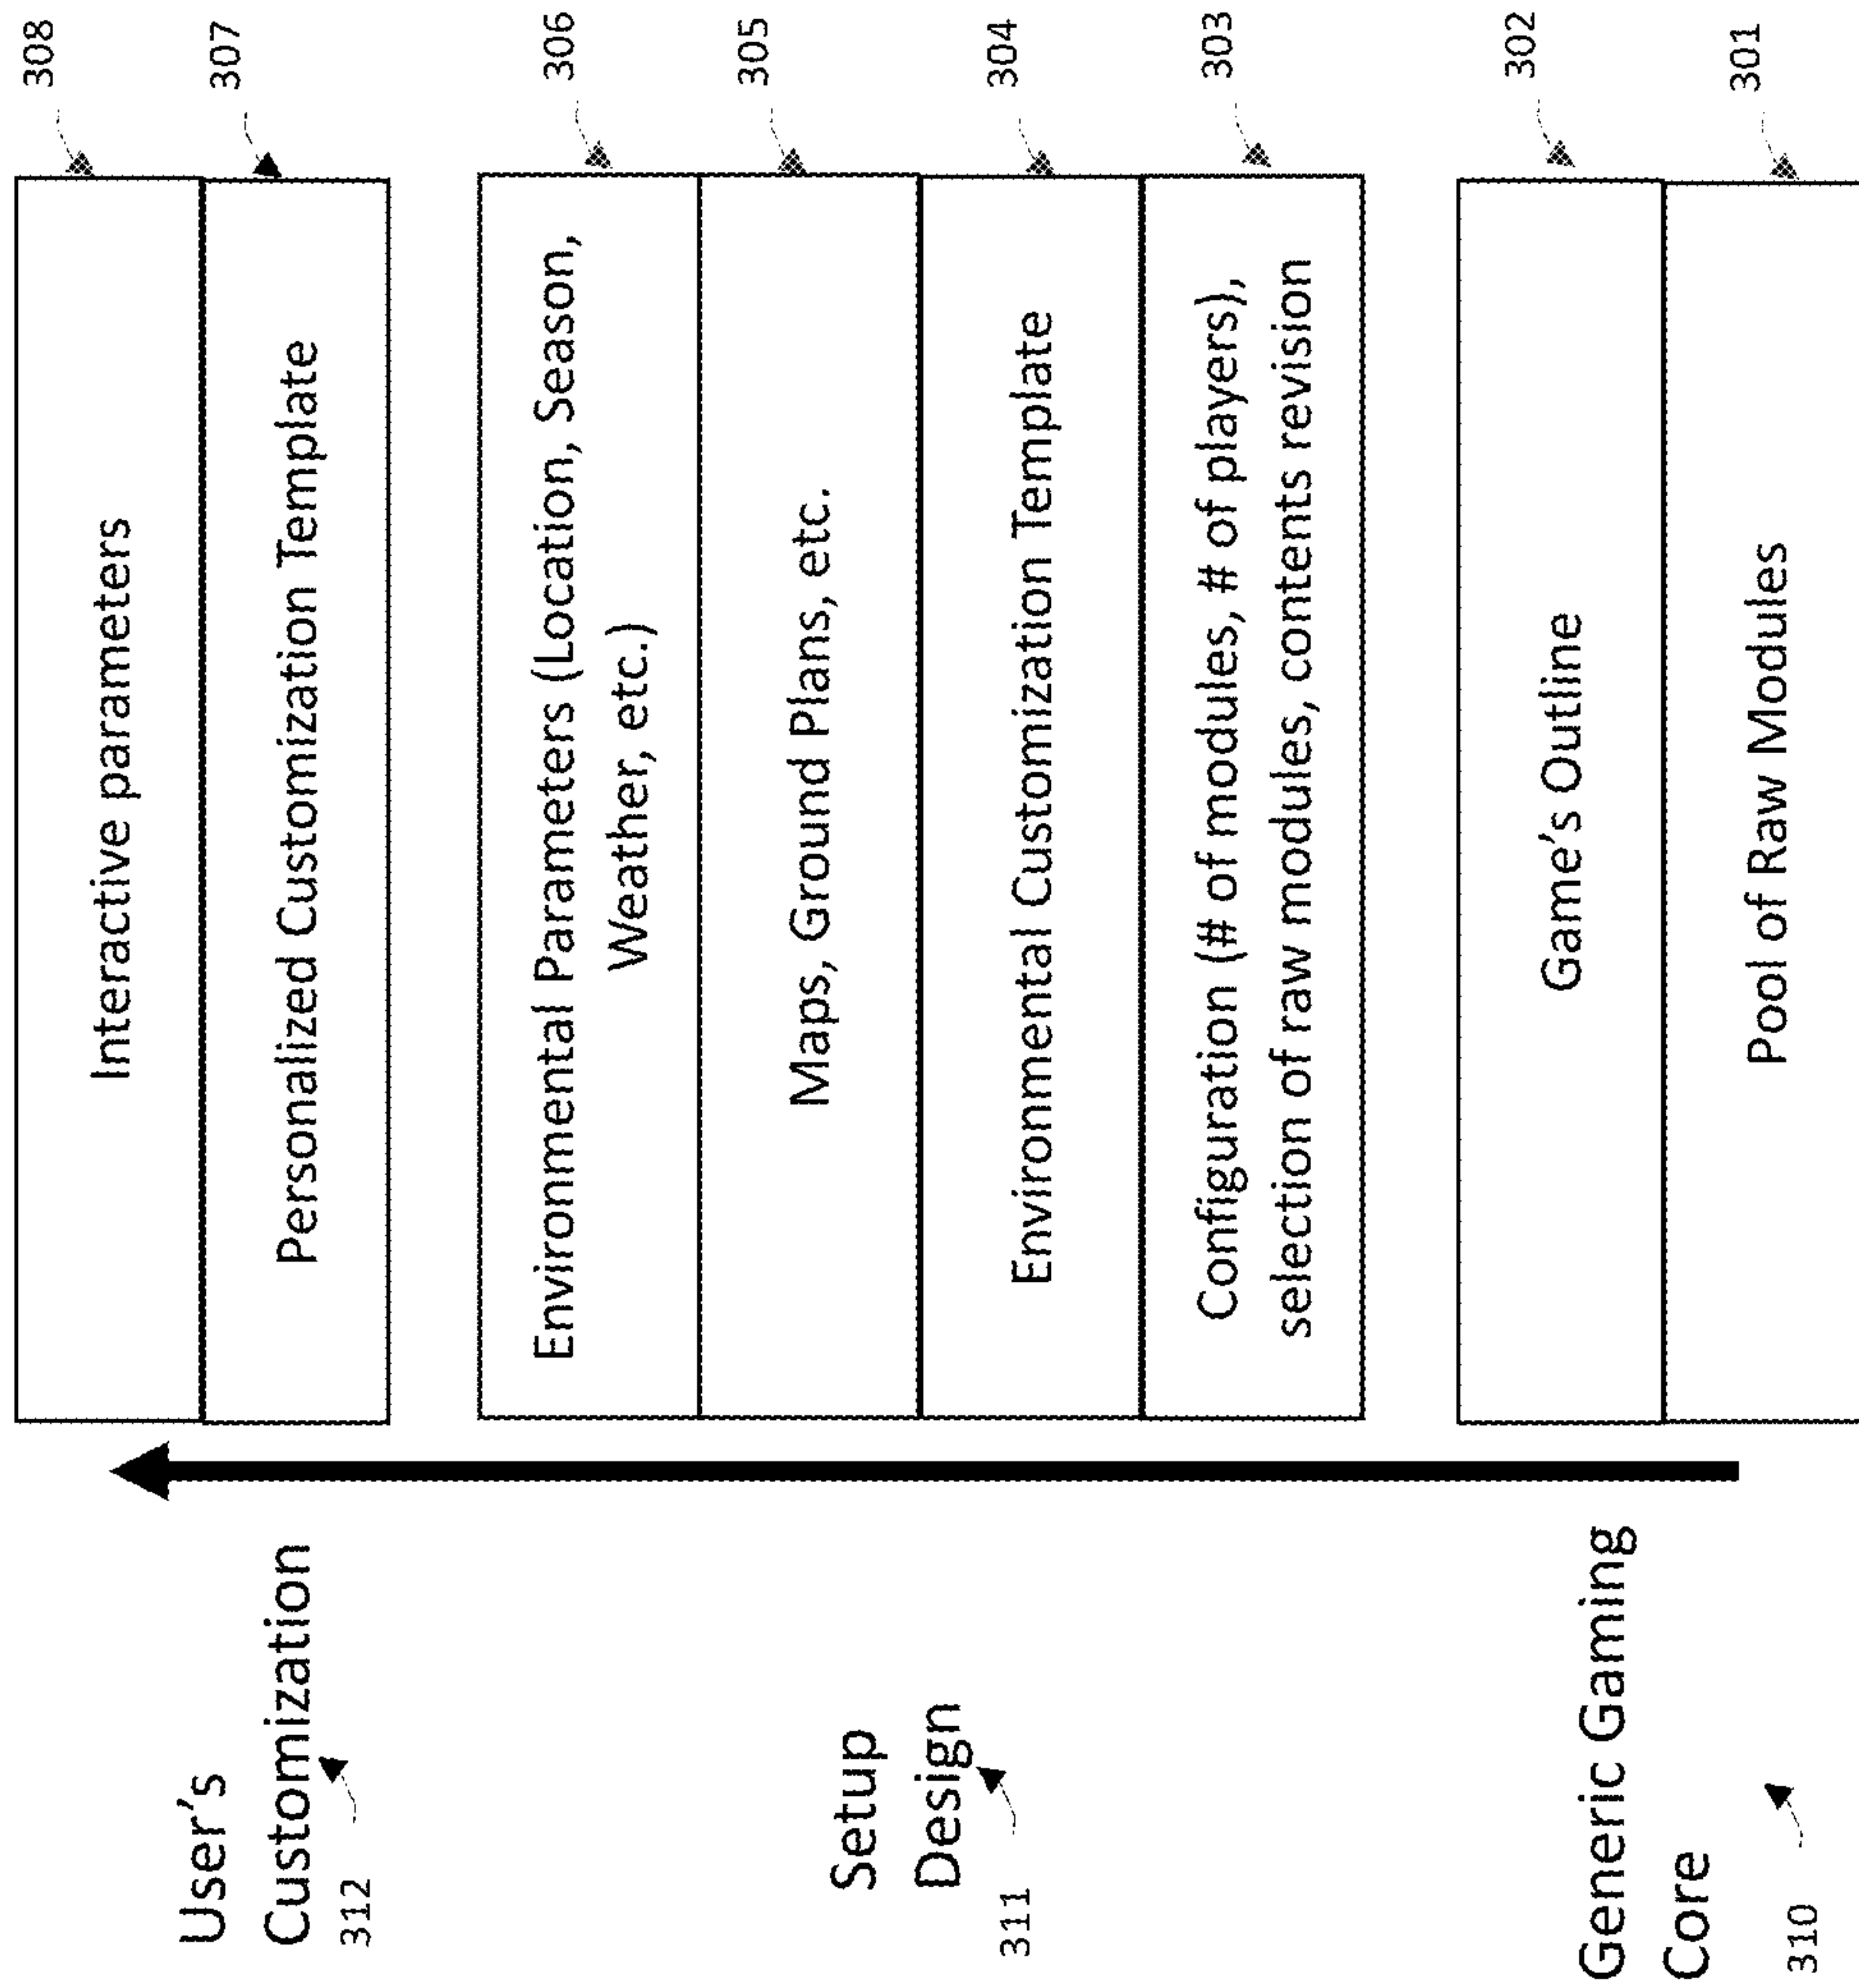 User's
Customization
312
Interactive parameters
308
Personalized Customization Template
307
Setup
Design
311
Environmental Parameters (Location, Season,
Weather, etc.)
306
Maps, Ground Plans, etc.
305
Environmental Customization Template
304
Configuration (# of modules, # of players),
selection of raw modules, contents revision
303
Generic Gaming
Core
310
Game's Outline
302
Pool of Raw Modules
301